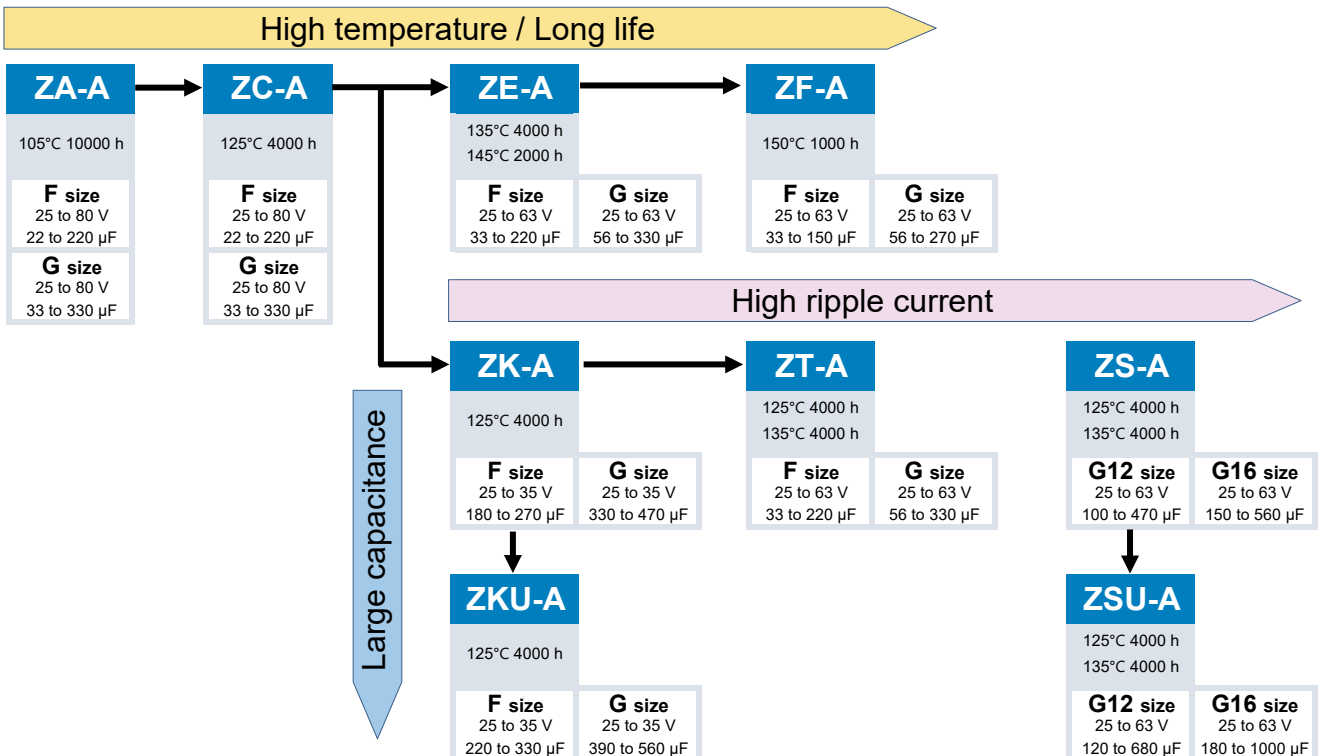 High temperature / Long life
ZA-A
105°C 10000 h
F size
25 to 80 V
22 to 220 µF
G size
25 to 80 V
33 to 330 µF
ZC-A
125°C 4000 h
F size
25 to 80 V
22 to 220 µF
G size
25 to 80 V
33 to 330 µF
ZE-A
135°C 4000 h
145°C 2000 h
F size
25 to 63 V
33 to 220 µF
G size
25 to 63 V
56 to 330 µF
ZF-A
150°C 1000 h
F size
25 to 63 V
33 to 150 µF
G size
25 to 63 V
56 to 270 µF
High ripple current
Large capacitance
ZK-A
125°C 4000 h
F size
25 to 35 V
180 to 270 µF
G size
25 to 35 V
330 to 470 µF
ZT-A
125°C 4000 h
135°C 4000 h
F size
25 to 63 V
33 to 220 µF
G size
25 to 63 V
56 to 330 µF
ZS-A
125°C 4000 h
135°C 4000 h
G12 size
25 to 63 V
100 to 470 µF
G16 size
25 to 63 V
150 to 560 µF
ZKU-A
125°C 4000 h
F size
25 to 35 V
220 to 330 µF
G size
25 to 35 V
390 to 560 µF
ZSU-A
125°C 4000 h
135°C 4000 h
G12 size
25 to 63 V
120 to 680 µF
G16 size
25 to 63 V
180 to 1000 µF